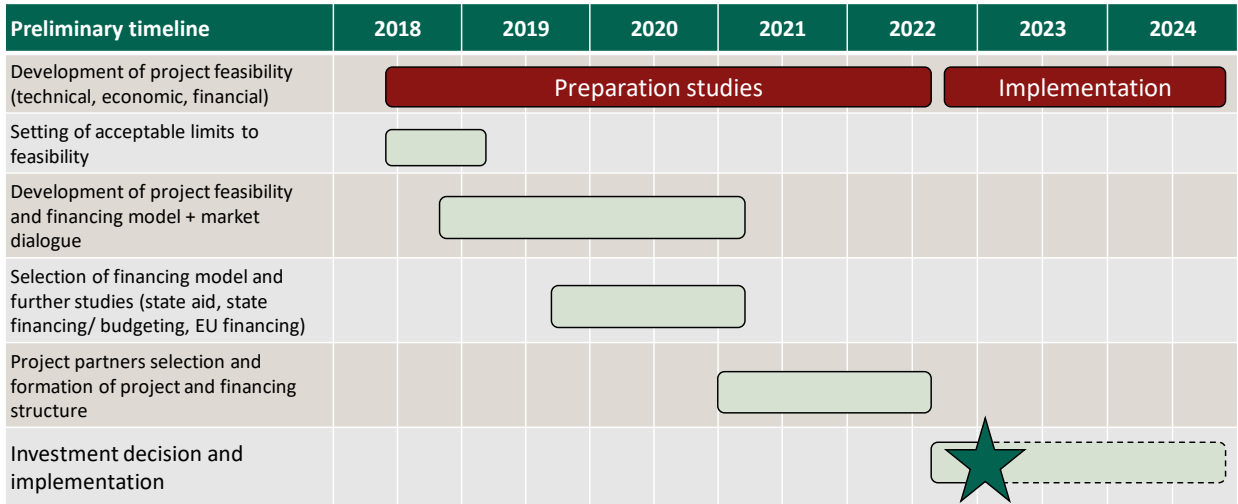 Preliminary timeline 2018 2019 2020 2021 2022 2023 2024
Development of project feasibility
(technical, economic, financial)
Preparation studies
Implementation
Setting of acceptable limits to
feasibility
Development of project feasibility
and financing model + market
dialogue
Selection of financing model and
further studies (state aid, state
financing/ budgeting, EU financing)
Project partners selection and
formation of project and financing
structure
Investment decision and
implementation